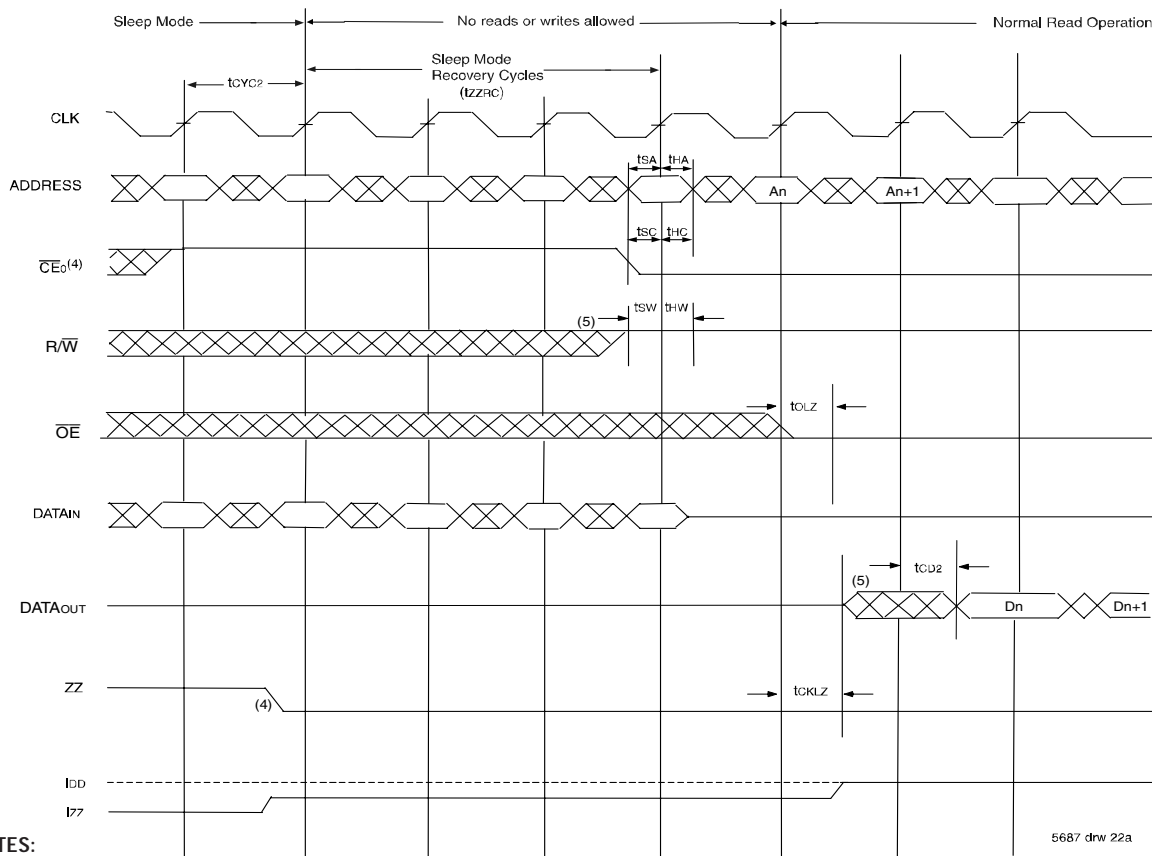 Sleep Mode
No reads or writes allowed
Normal Read Operation
Sleep Mode
Recovery Cycles
(tZZRC)
tCYC2
CLK
tSA
tHA
ADDRESS
An
An+1
tSC
tHC
CE0(4)
tSW
tHW
(5)
R/W
tOLZ
OE
DATAIN
(5)
tCD2
DATAOUT
Dn
Dn+1
ZZ
(4)
tCKLZ
IDD
IZZ
5687 drw 22a
TES: